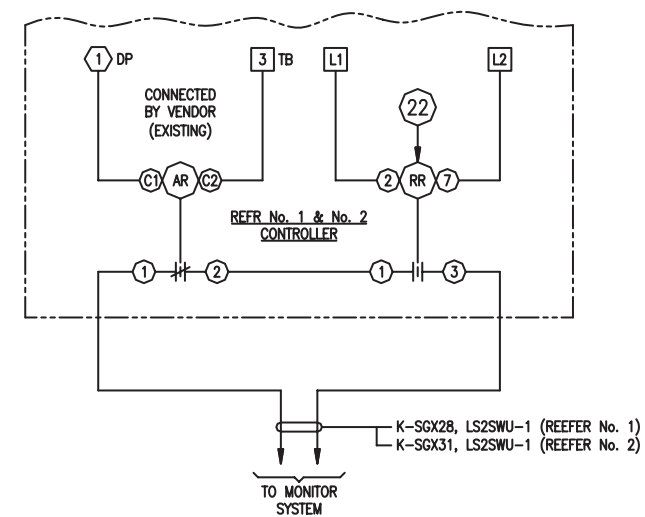 1 DP
3 TB
L1
L2
CONNECTED
BY VENDOR
(EXISTING)
22
C1 AR C2
2 RR 7
REFR No. 1 & No. 2
CONTROLLER
1 2 1 3
K-SGX28, LS2SWU-1 (REEFER No. 1)
K-SGX31, LS2SWU-1 (REEFER No. 2)
TO MONITOR
SYSTEM